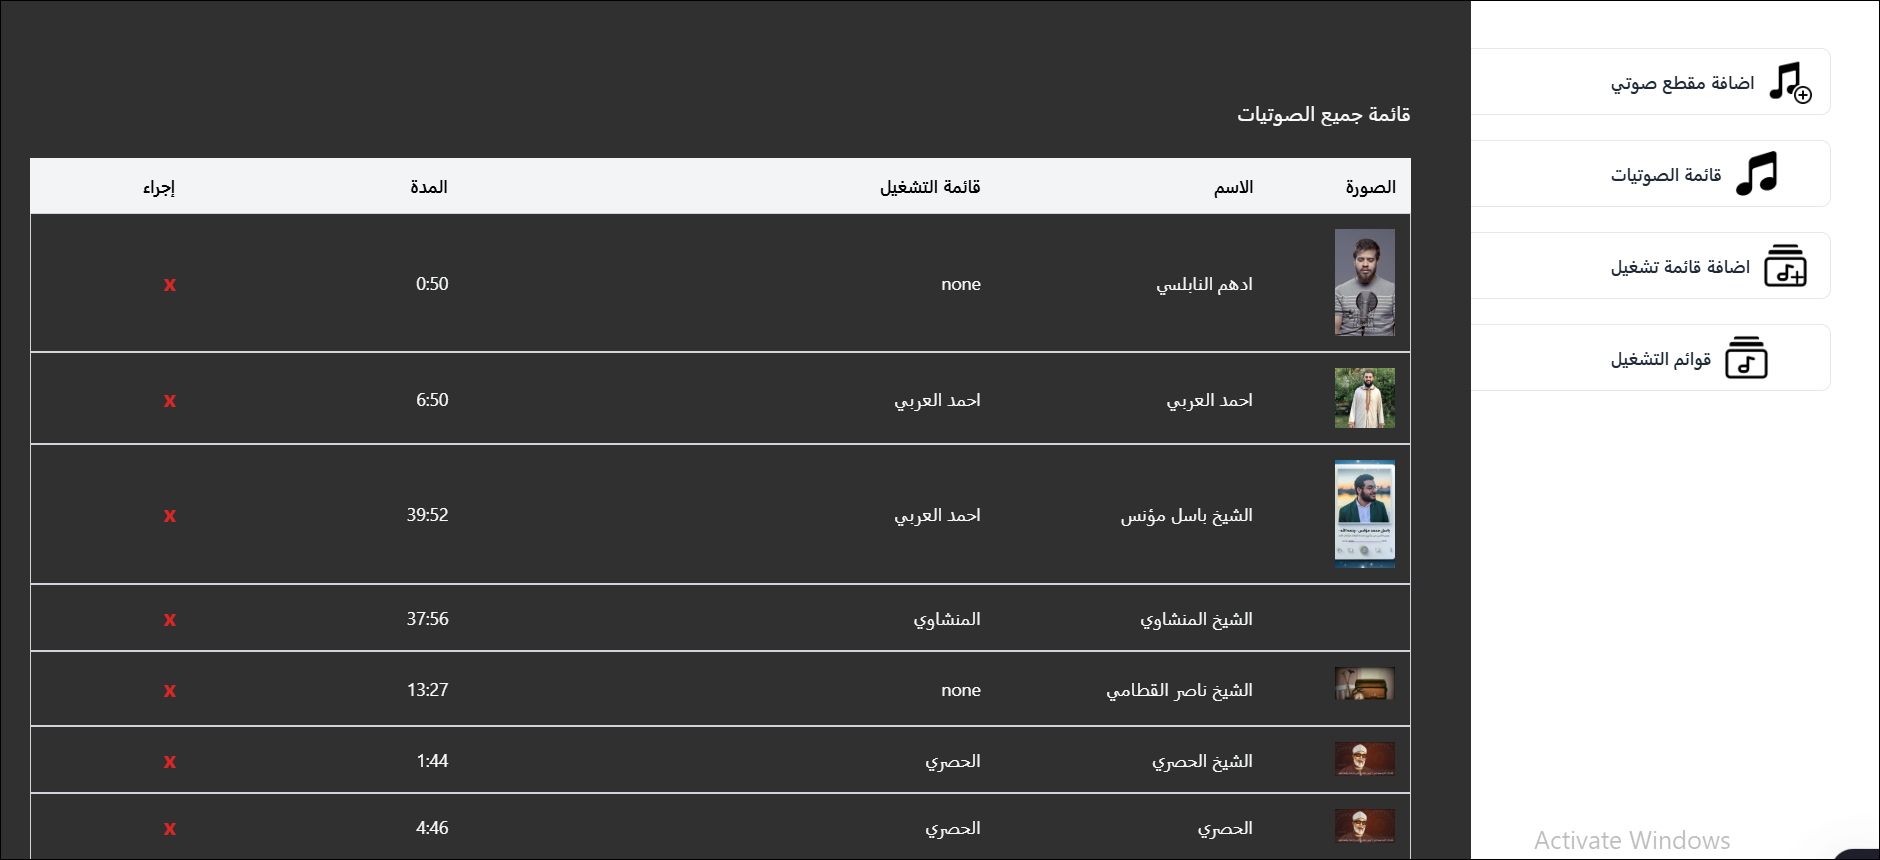 اضافة مقطع صوتي
قائمة الصوتيات
اضافة قائمة تشغيل
قوائم التشغيل
قائمة جميع الصوتيات
الصورة الاسم قائمة التشغيل المدة إجراء
ادهم النابلسي none 0:50 x
احمد العربي احمد العربي 6:50 x
الشيخ باسل مؤنس احمد العربي 39:52 x
الشيخ المنشاوي المنشاوي 37:56 x
الشيخ ناصر القطامي none 13:27 x
الشيخ الحصري الحصري 1:44 x
الحصري الحصري 4:46 x
Activate Windows